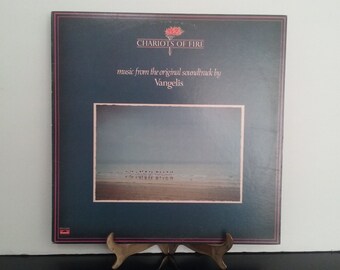 CHARIOTS OF FIRE
music from the original soundtrack by
Vangelis